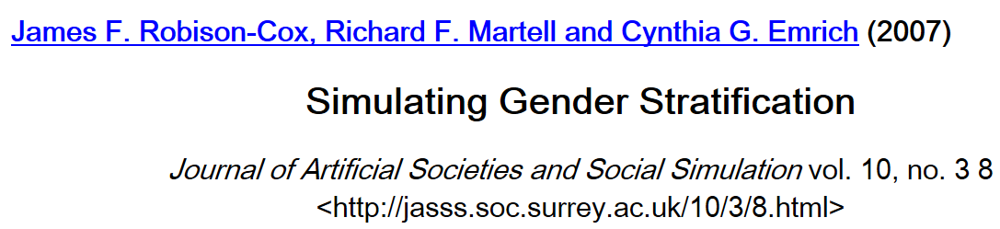 James F. Robison-Cox, Richard F. Martell and Cynthia G. Emrich (2007)
Simulating Gender Stratification
Journal of Artificial Societies and Social Simulation vol. 10, no. 3 8
<http://jasss.soc.surrey.ac.uk/10/3/8.html>